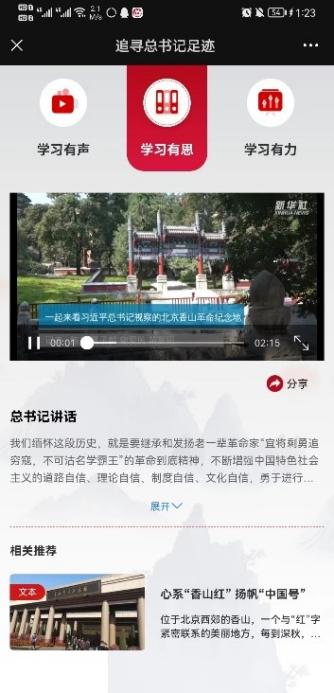 2.1
M/s
54
1:23
追寻总书记足迹
学习有声
学习有思
学习有力
新华社
XINHUA NEWS
一起来看习近平总书记视察的北京香山革命纪念地
00:01
02:15
分享
总书记讲话
我们缅怀这段历史，就是要继承和发扬老一辈革命家“宜将剩勇追
穷寇，不可沽名学霸王”的革命到底精神，不断增强中国特色社会
主义的道路自信、理论自信、制度自信、文化自信，勇于进行...
展开
相关推荐
文本
心系“香山红” 扬帆“中国号”
位于北京西郊的香山，一个与“红”字
紧密联系的美丽地方，每到深秋，...